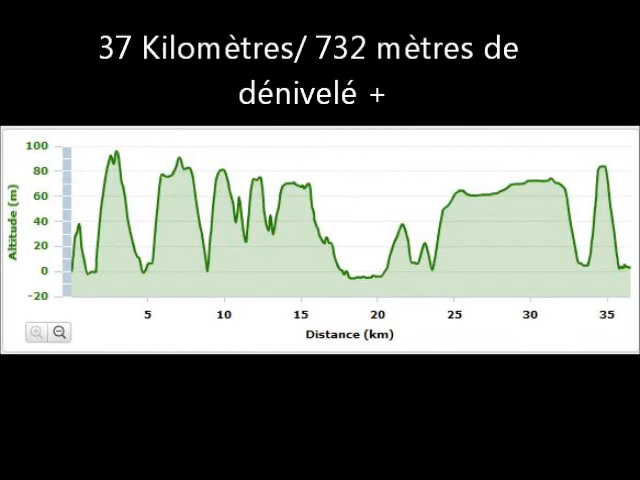 37 Kilomètres/ 732 mètres de
dénivelé +
Altitude (m)
100
80
60
40
20
0
-20
5 10 15 20 25 30 35
Distance (km)